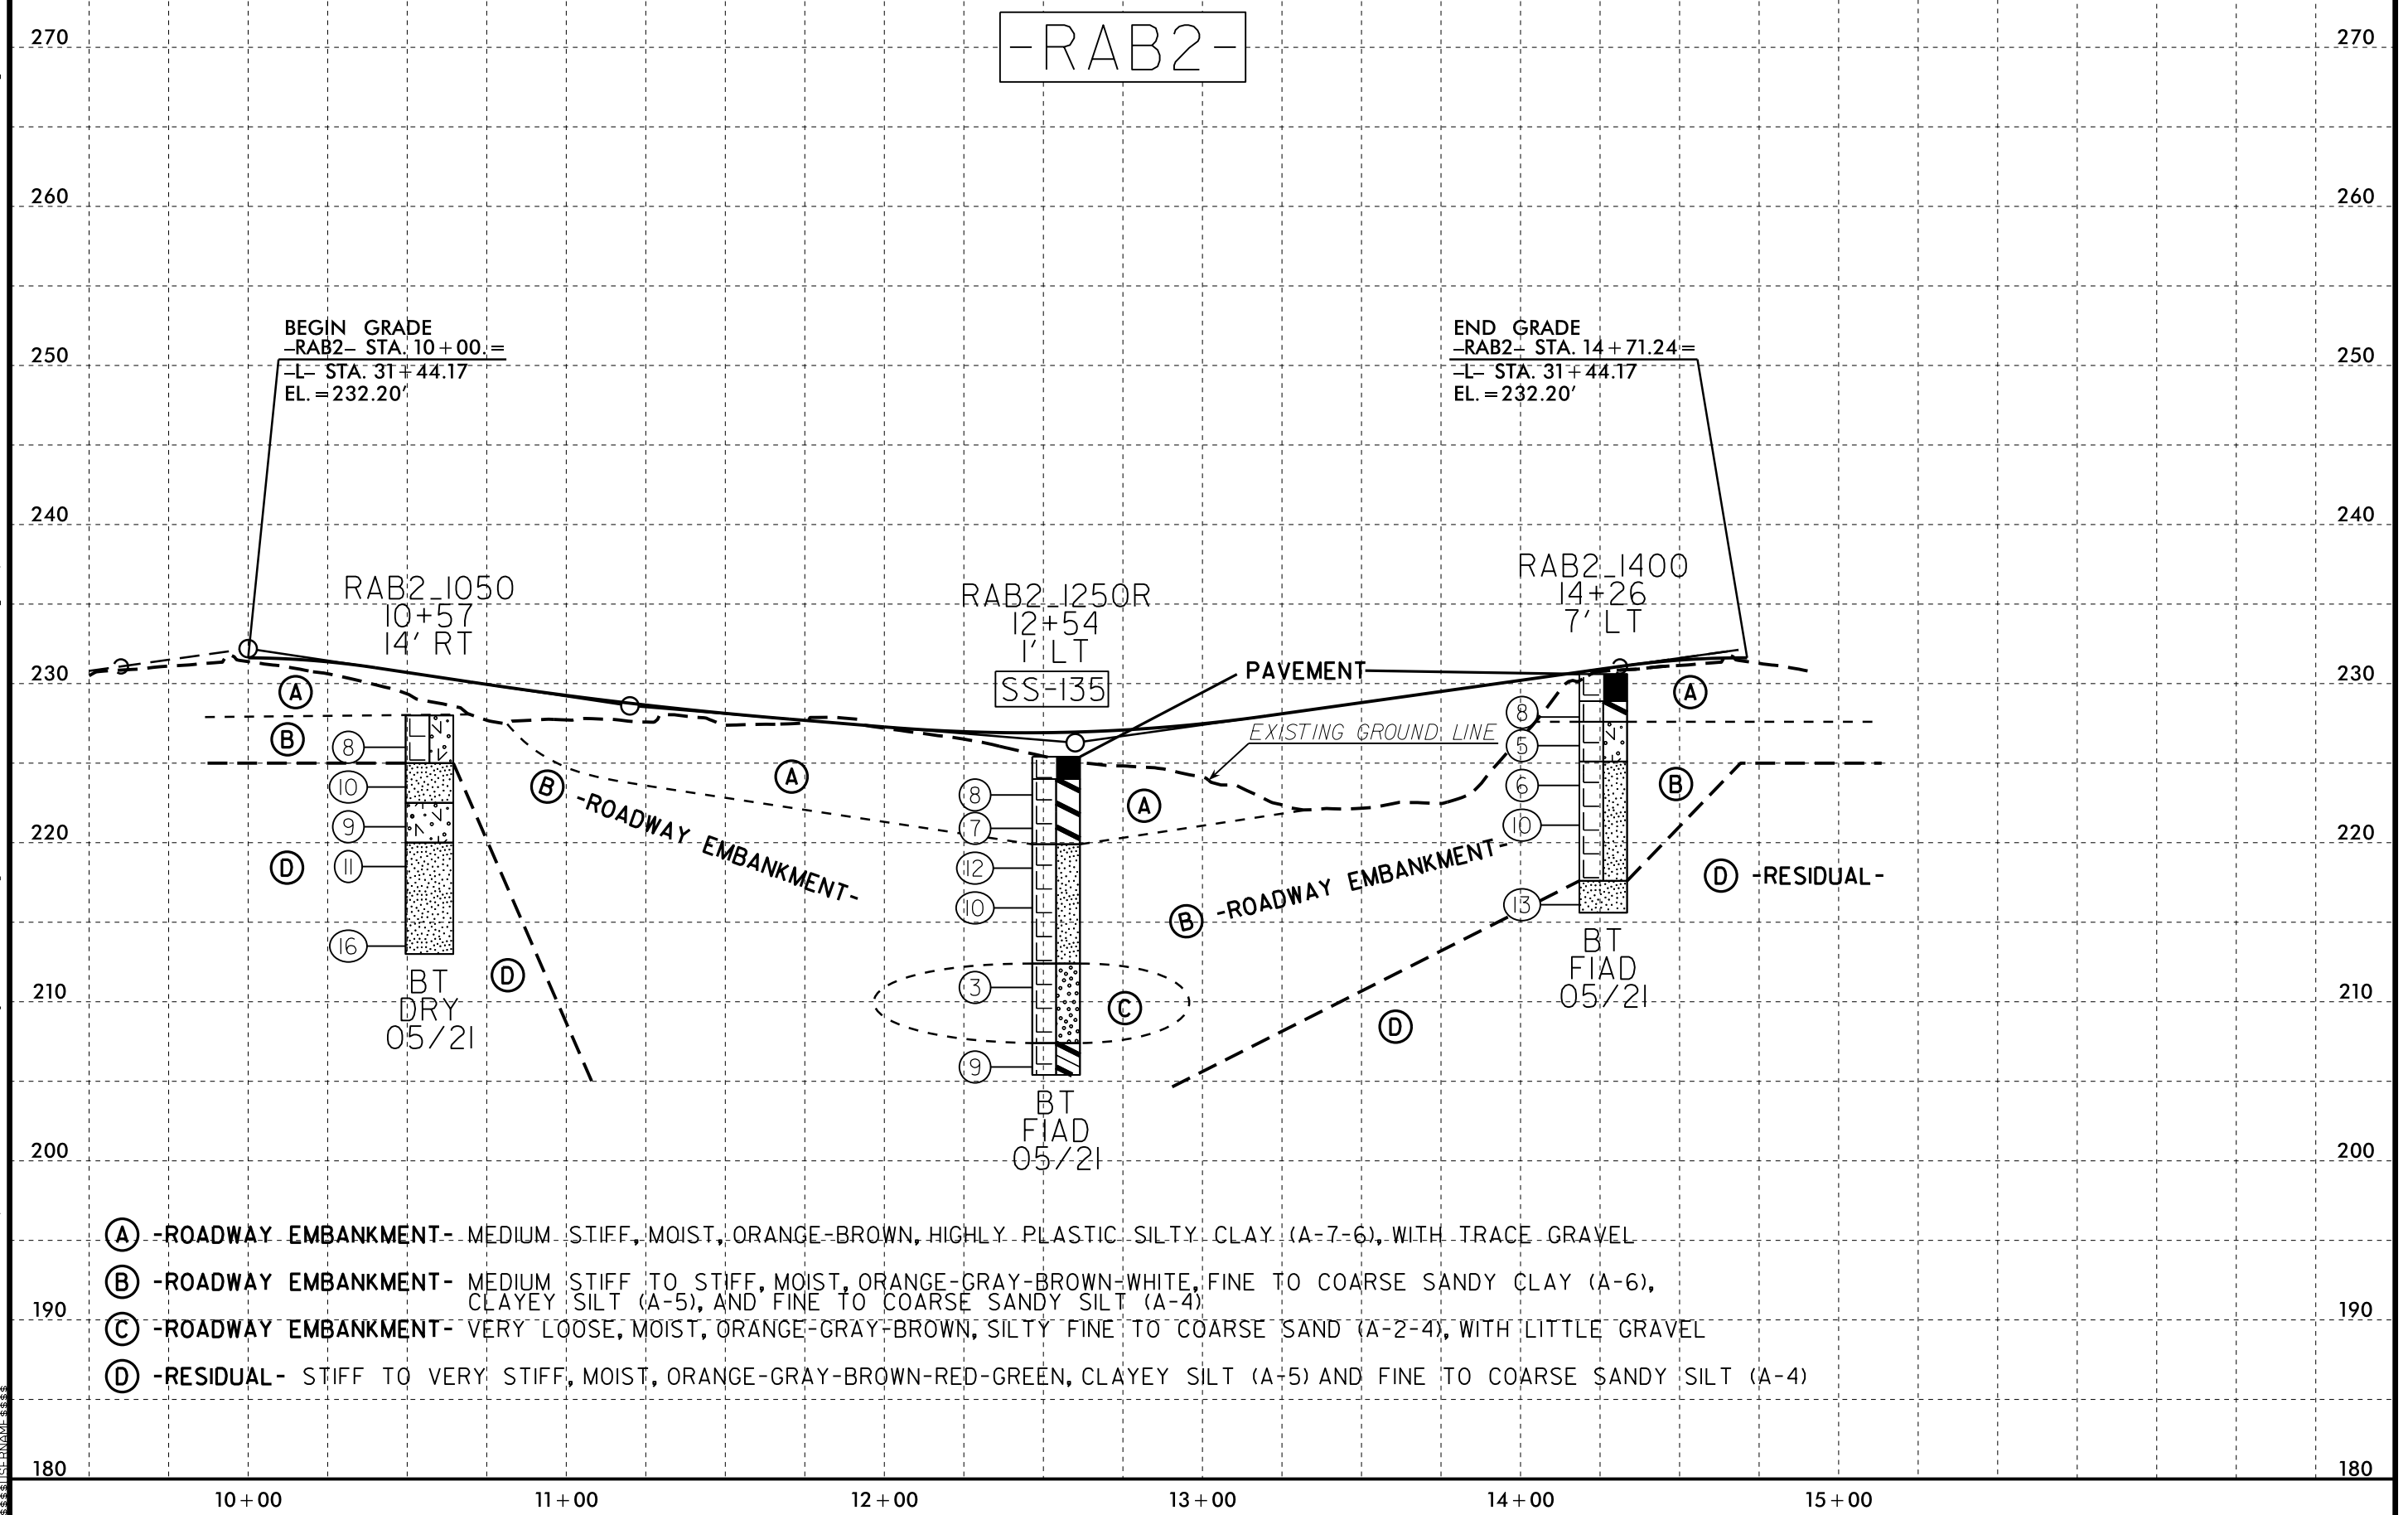 -RAB2-
270 270
260 260
BEGIN GRADE
-RAB2- STA. 10+00. =
-L- STA. 31+44.17
EL. = 232.20'
END GRADE
-RAB2- STA. 14+71.24=
-L- STA. 31+44.17
EL. = 232.20'
250 250
240 240
RAB2_1050
10+57
14' RT
RAB2_1250R
12+54
1' LT
SS-135
RAB2_1400
14+26
7' LT
PAVEMENT
230 230
A
A
B
8
10
9
11
16
D
D
BT
DRY
05/21
B -ROADWAY EMBANKMENT-
A
8
7
12
10
3
9
A
C
BT
FIAD
05/21
EXISTING GROUND LINE
B -ROADWAY EMBANKMENT-
8
5
6
10
13
B
D -RESIDUAL-
D
BT
FIAD
05/21
220 220
210 210
200 200
A -ROADWAY EMBANKMENT- MEDIUM STIFF, MOIST, ORANGE-BROWN, HIGHLY PLASTIC SILTY CLAY (A-7-6), WITH TRACE GRAVEL
B -ROADWAY EMBANKMENT- MEDIUM STIFF TO STIFF, MOIST, ORANGE-GRAY-BROWN-WHITE, FINE TO COARSE SANDY CLAY (A-6),
CLAYEY SILT (A-5), AND FINE TO COARSE SANDY SILT (A-4)
190 190
C -ROADWAY EMBANKMENT- VERY LOOSE, MOIST, ORANGE-GRAY-BROWN, SILTY FINE TO COARSE SAND (A-2-4), WITH LITTLE GRAVEL
D -RESIDUAL- STIFF TO VERY STIFF, MOIST, ORANGE-GRAY-BROWN-RED-GREEN, CLAYEY SILT (A-5) AND FINE TO COARSE SANDY SILT (A-4)
180 180
10+00 11+00 12+00 13+00 14+00 15+00